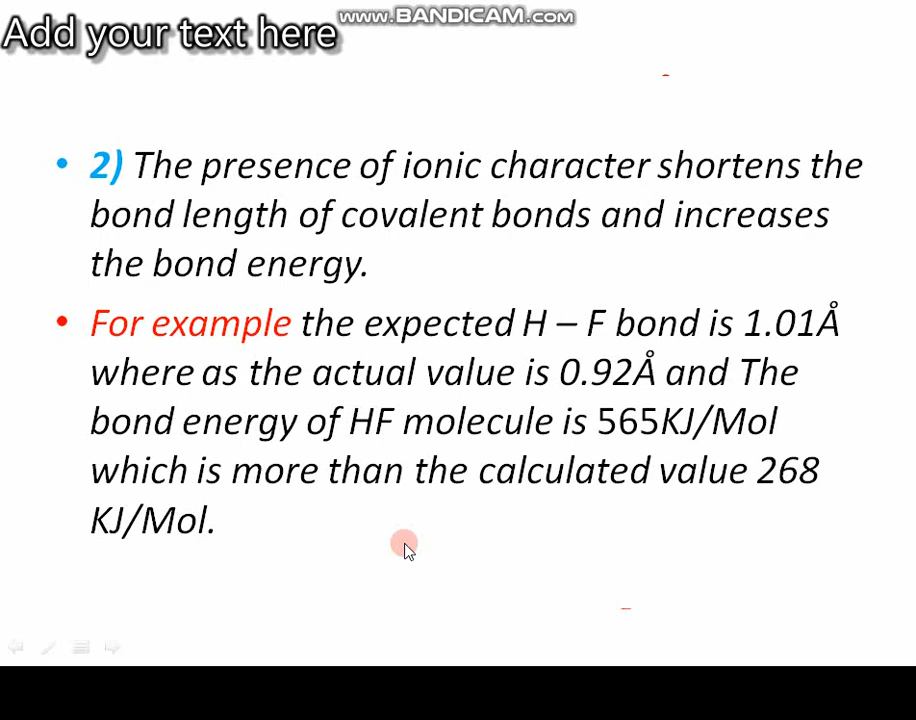 www.BANDICAM.com
Add your text here
• 2) The presence of ionic character shortens the
bond length of covalent bonds and increases
the bond energy.
• For example the expected H – F bond is 1.01Å
where as the actual value is 0.92Å and The
bond energy of HF molecule is 565KJ/Mol
which is more than the calculated value 268
KJ/Mol.